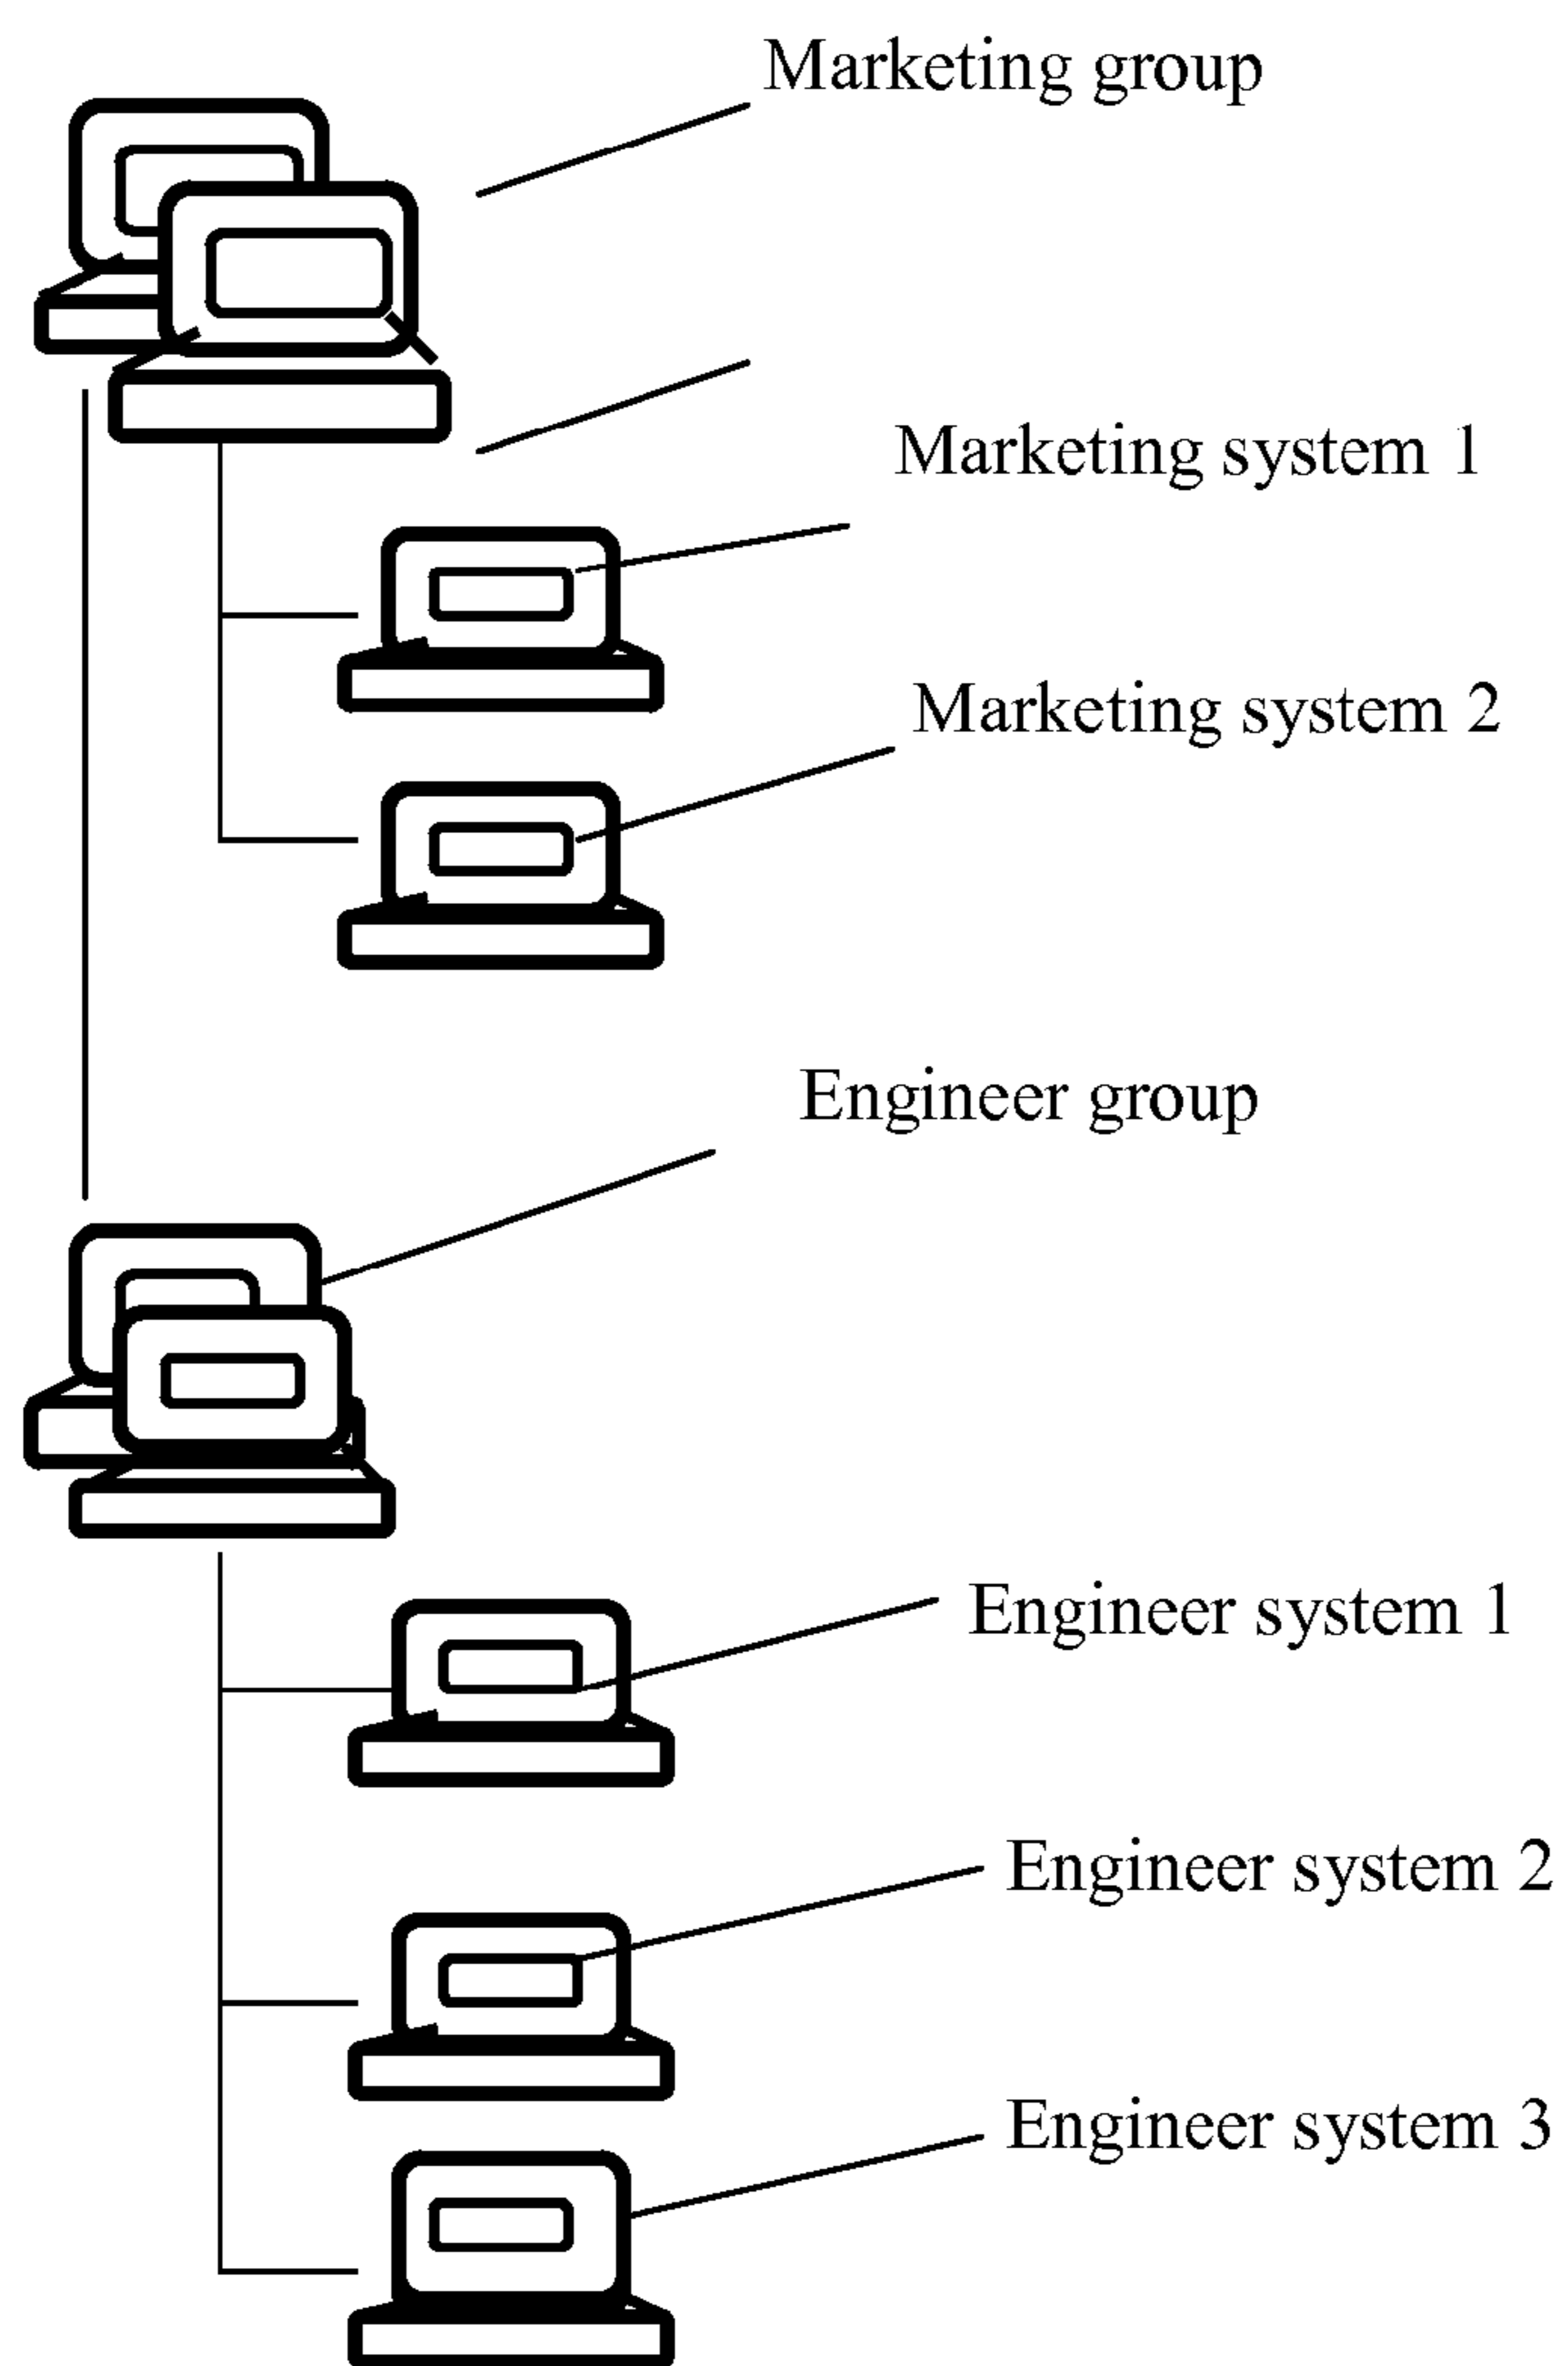 Marketing group
Marketing system 1
Marketing system 2
Engineer group
Engineer system 1
Engineer system 2
Engineer system 3